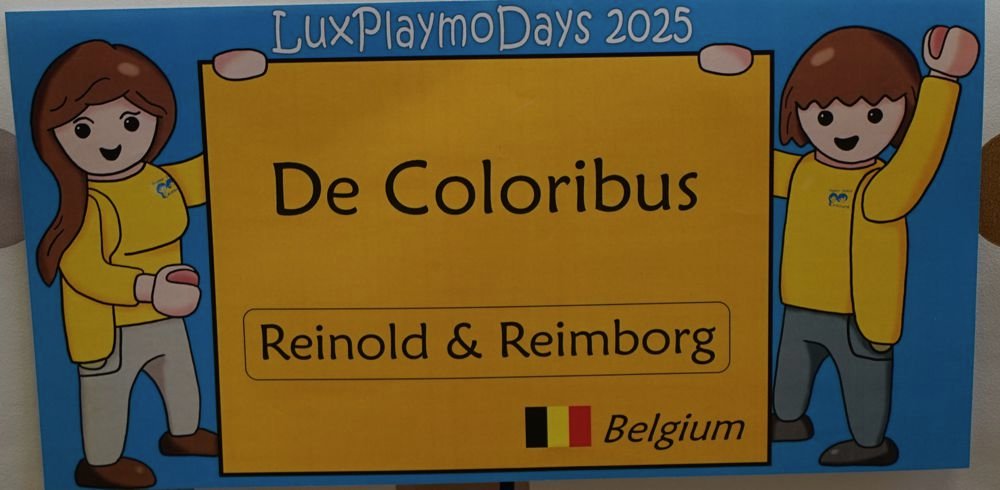 LuxPlaymoDays 2025
De Coloribus
Reinold & Reimborg
Belgium